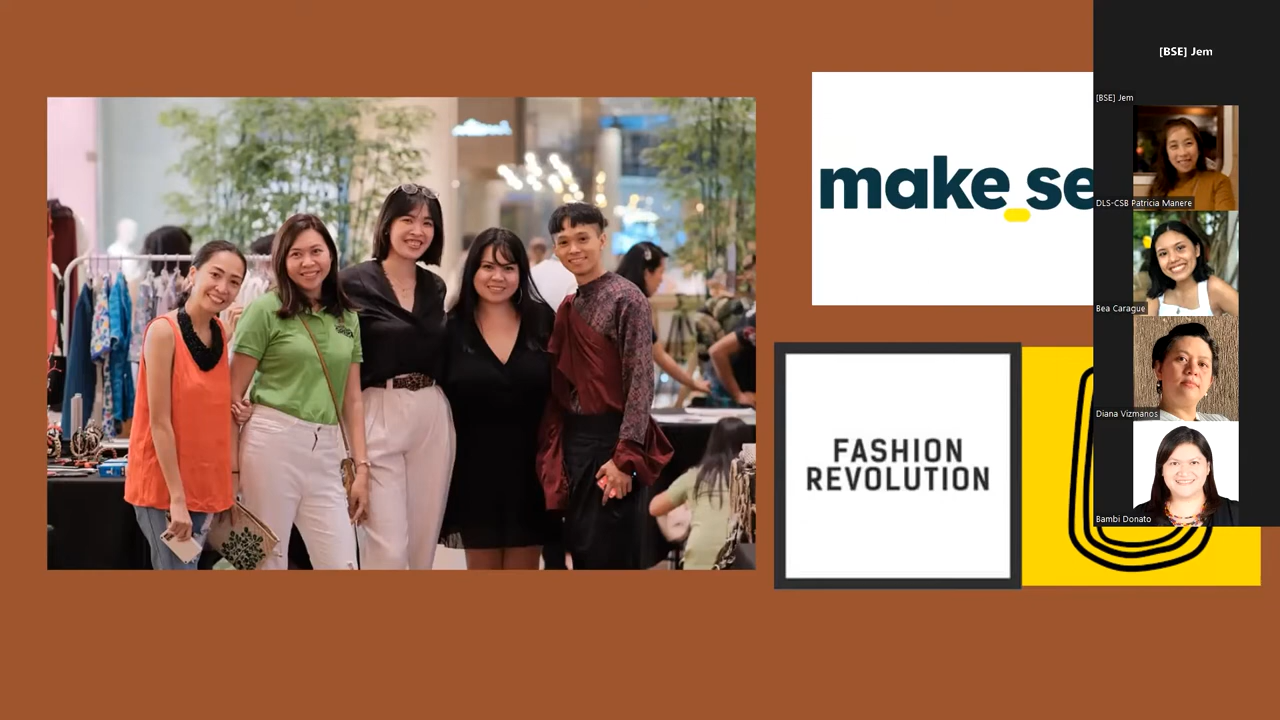 make_se
FASHION
REVOLUTION
[BSE] Jem
[BSE] Jem
DLS-CSB Patricia Manere
Bea Carague
Diana Vizmanos
Bambi Donato